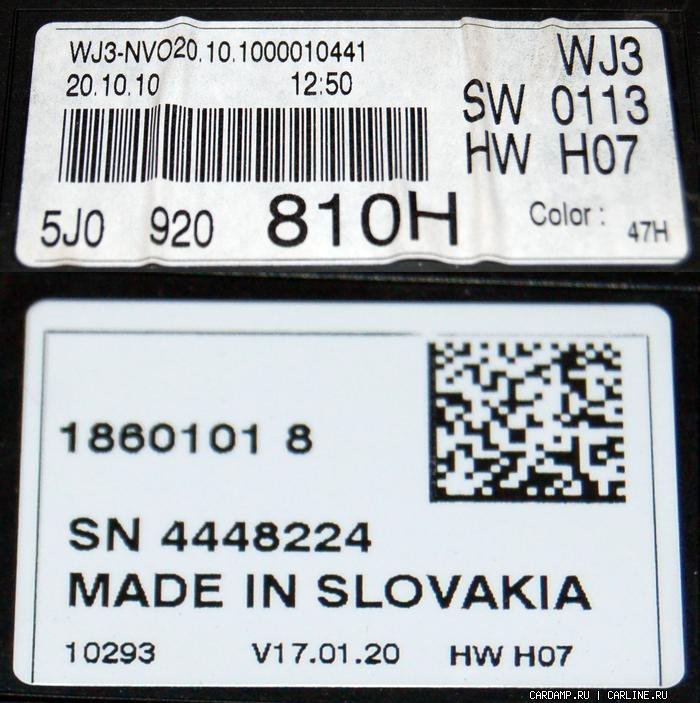 WJ3-NVO20.10.1000010441
20.10.10 12:50
WJ3
SW 0113
HW H07
5J0 920 810H Color : 47H
1860101 8
SN 4448224
MADE IN SLOVAKIA
10293 V17.01.20 HW H07
CARDAMP.RU | CARLINE.RU